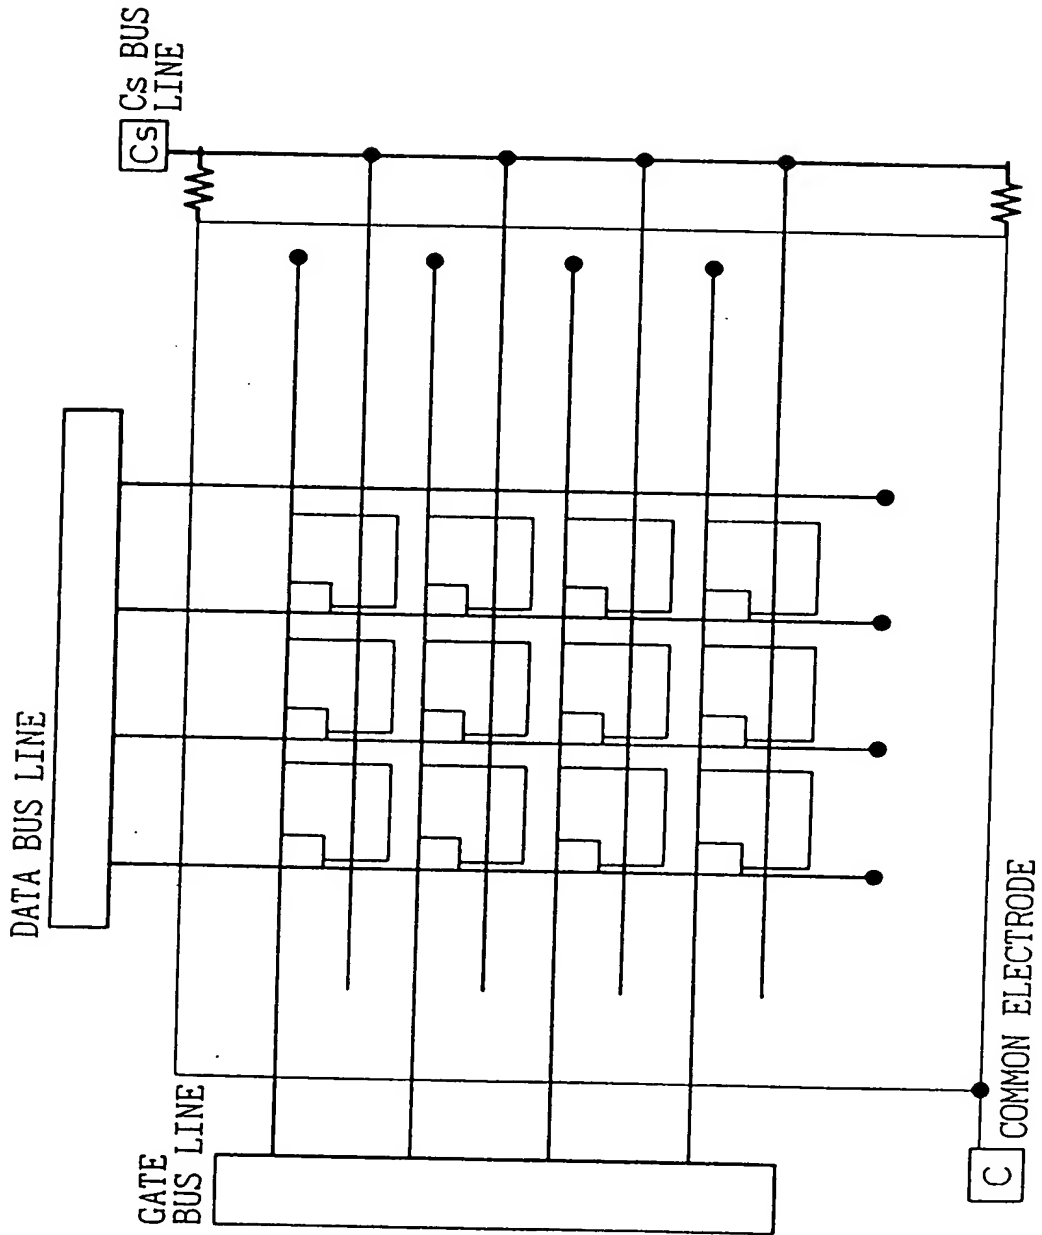 DATA BUS LINE
Cs
Cs BUS
LINE
GATE
BUS LINE
C
COMMON ELECTRODE